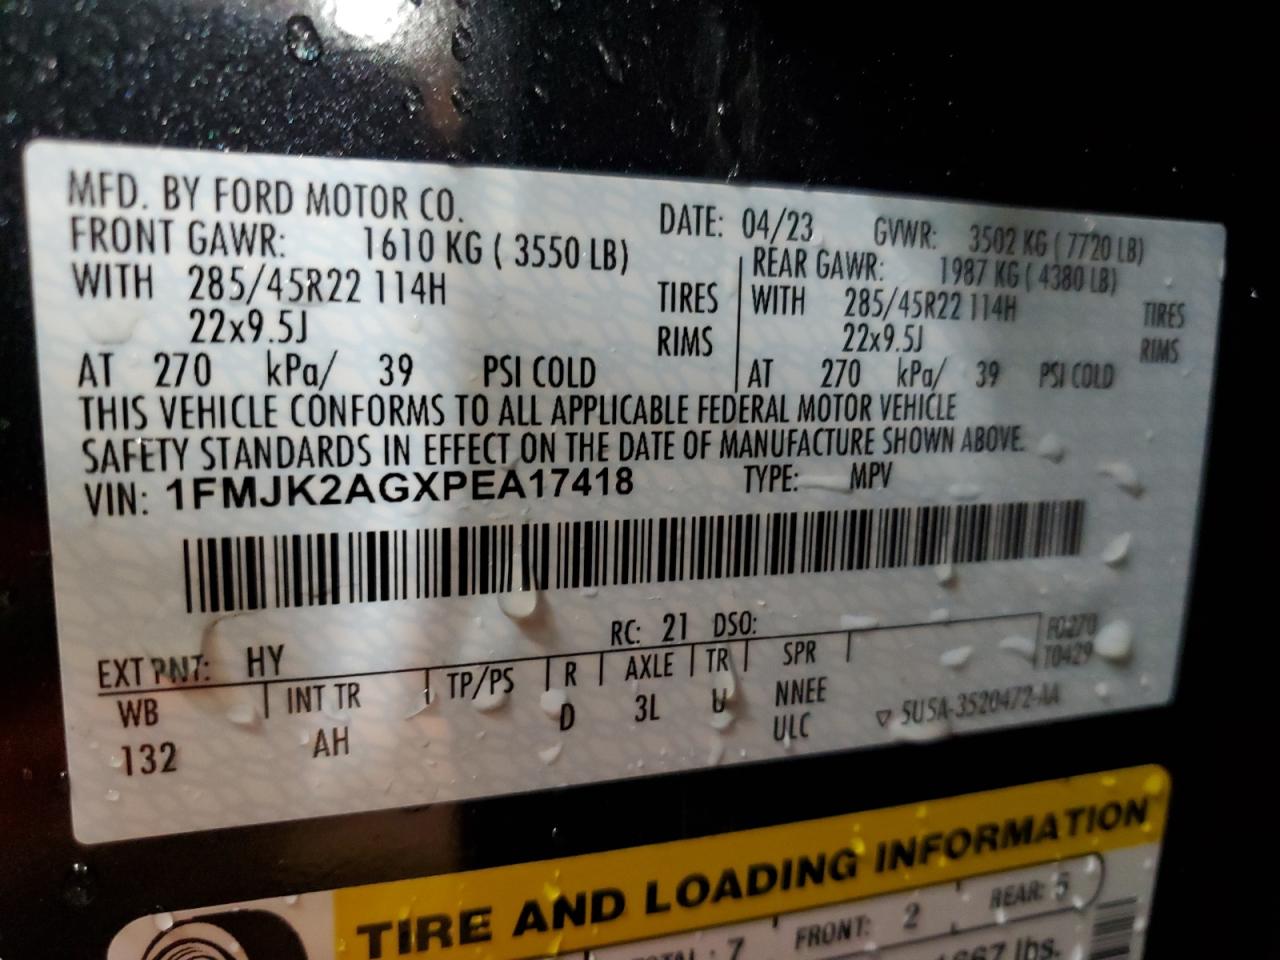 MFD. BY FORD MOTOR CO.
DATE: 04/23 GVWR: 3502 KG ( 7720 LB)
FRONT GAWR: 1610 KG ( 3550 LB)
REAR GAWR: 1987 KG ( 4380 LB)
WITH 285/45R22 114H TIRES
WITH 285/45R22 114H TIRES
22x9.5J RIMS
22x9.5J RIMS
AT 270 kPa/ 39 PSI COLD
AT 270 kPa/ 39 PSI COLD
THIS VEHICLE CONFORMS TO ALL APPLICABLE FEDERAL MOTOR VEHICLE
SAFETY STANDARDS IN EFFECT ON THE DATE OF MANUFACTURE SHOWN ABOVE.
VIN: 1FMJK2AGXPEA17418 TYPE: MPV
EXT PNT: HY RC: 21 DSO:
WB INT TR TP/PS R AXLE TR SPR
132 AH D 3L U NNEE
ULC
F0270
T0429
5U5A-3520472-AA
TIRE AND LOADING INFORMATION
7 FRONT: 2 REAR: 5
lbs.